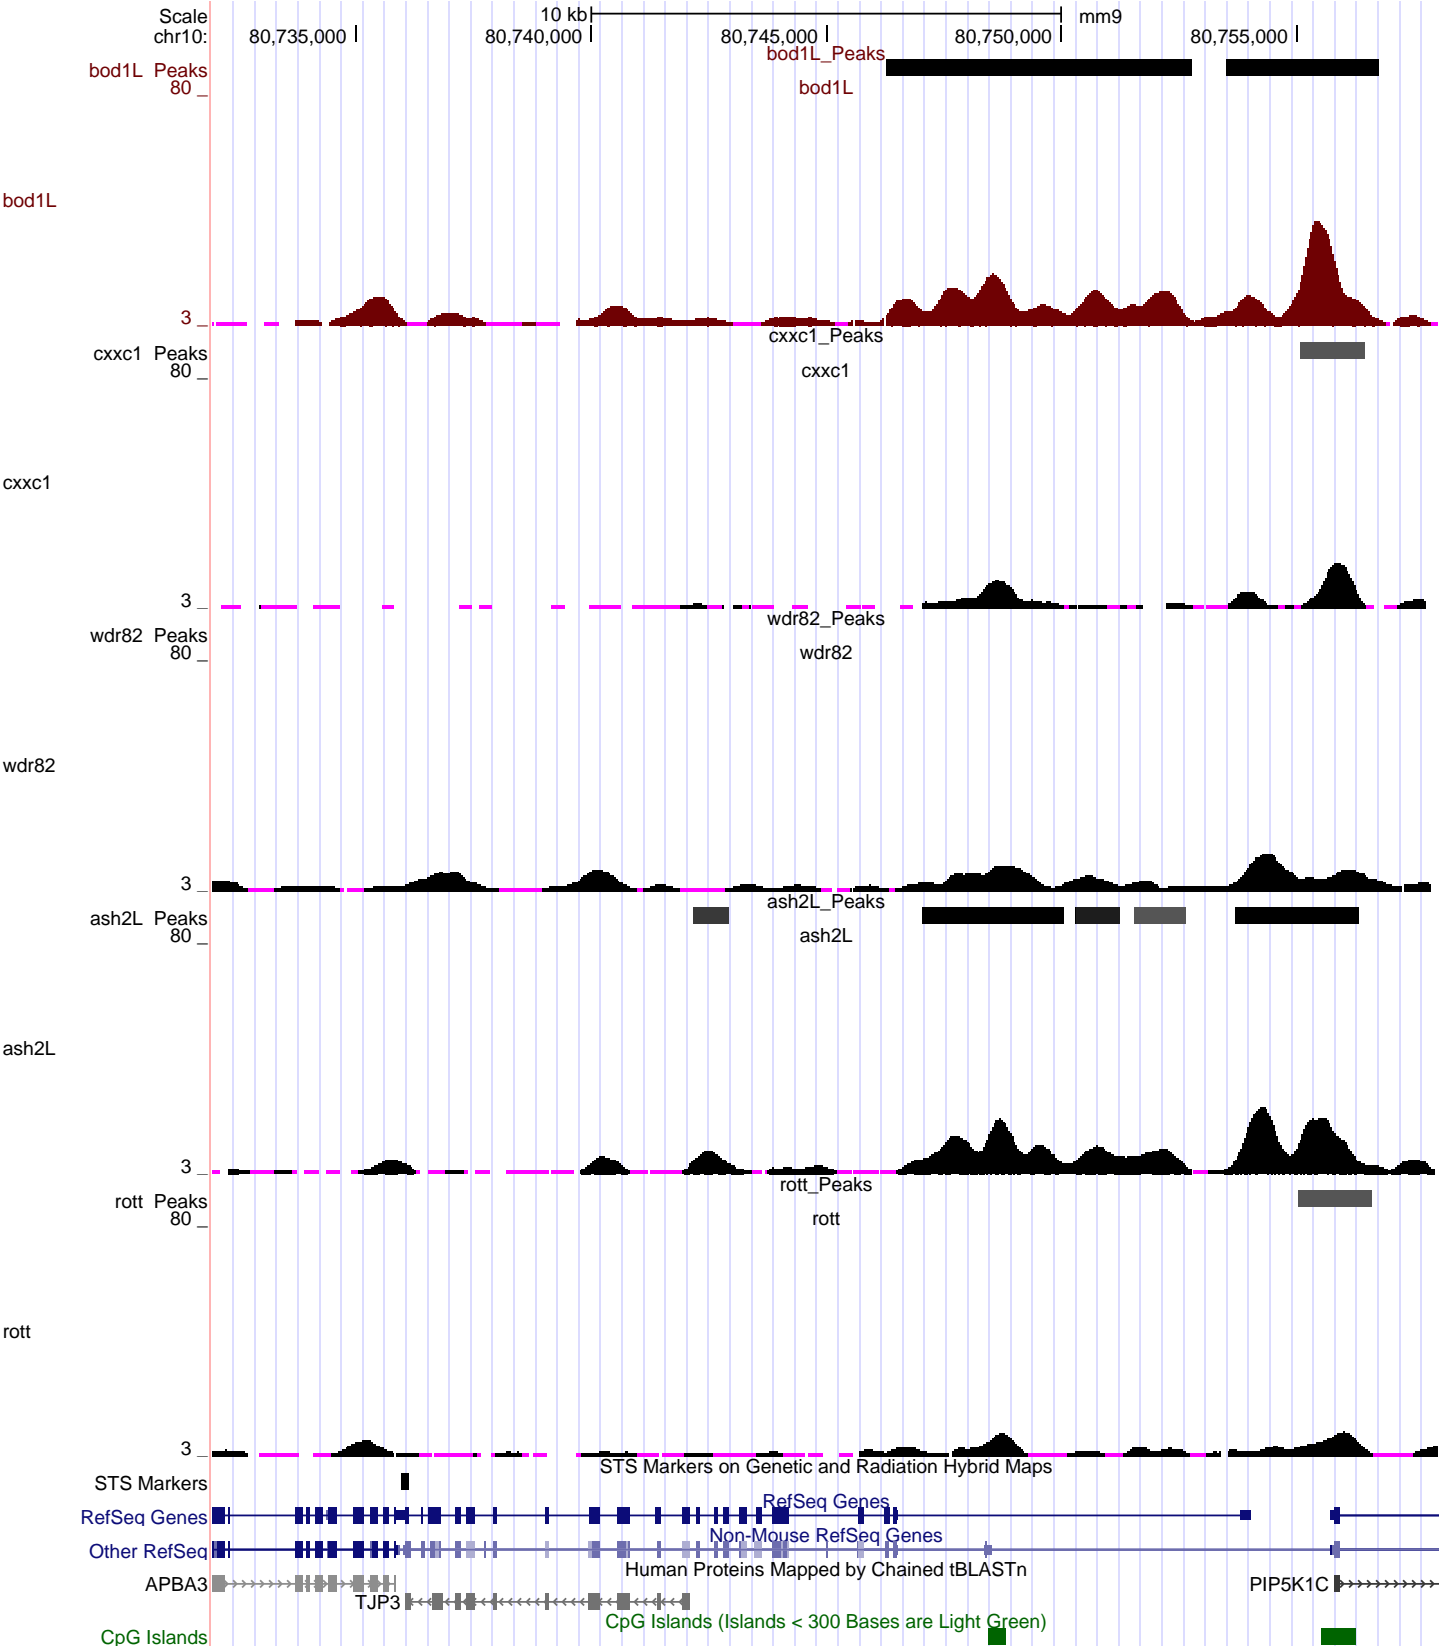 Scale 10 kb mm9
chr10: 80,735,000 80,740,000 80,745,000 80,750,000 80,755,000
bod1L_Peaks
bod1L Peaks
80 _ bod1L
bod1L
3 _
cxxc1_Peaks
cxxc1 Peaks
80 _ cxxc1
cxxc1
3 _
wdr82_Peaks
wdr82 Peaks
80 _ wdr82
wdr82
3 _
ash2L_Peaks
ash2L Peaks
80 _ ash2L
ash2L
3 _
rott_Peaks
rott Peaks
80 _ rott
rott
3 _
STS Markers on Genetic and Radiation Hybrid Maps
STS Markers
RefSeq Genes
RefSeq Genes
Non-Mouse RefSeq Genes
Other RefSeq
Human Proteins Mapped by Chained tBLASTn
APBA3 PIP5K1C
TJP3
CpG Islands (Islands < 300 Bases are Light Green)
CpG Islands